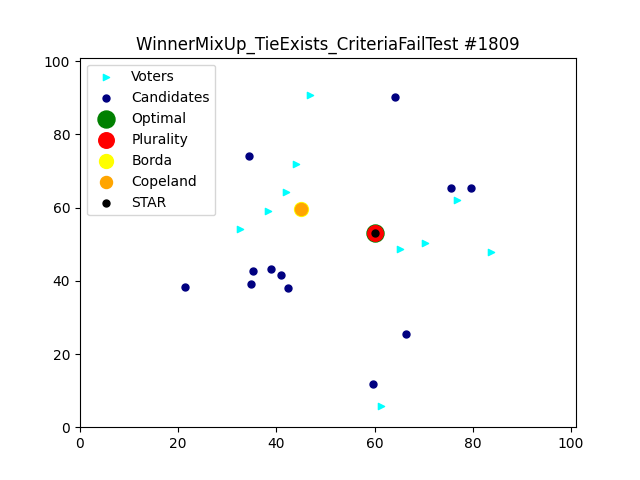 WinnerMixUp_TieExists_CriteriaFailTest #1809
100
80
60
40
20
0
Voters
Candidates
Optimal
Plurality
Borda
Copeland
STAR
0 20 40 60 80 100